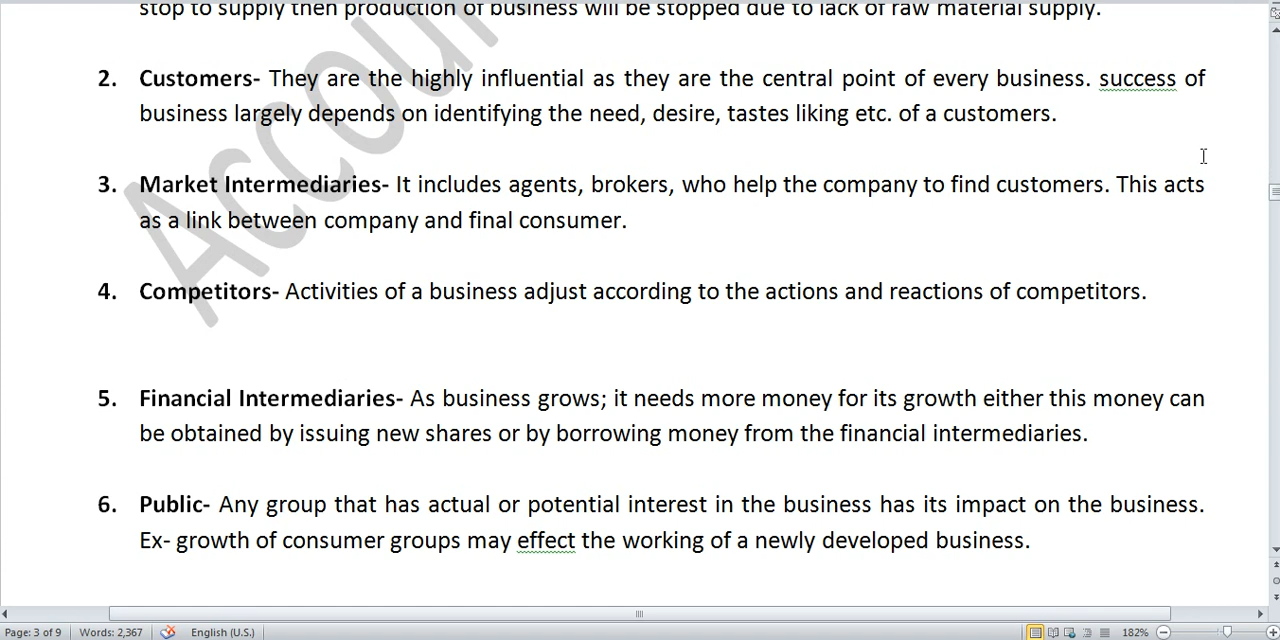 stop to supply then production of business will be stopped due to lack of raw material supply.
2. Customers- They are the highly influential as they are the central point of every business. success of
business largely depends on identifying the need, desire, tastes liking etc. of a customers.
3. Market Intermediaries- It includes agents, brokers, who help the company to find customers. This acts
as a link between company and final consumer.
4. Competitors- Activities of a business adjust according to the actions and reactions of competitors.
5. Financial Intermediaries- As business grows; it needs more money for its growth either this money can
be obtained by issuing new shares or by borrowing money from the financial intermediaries.
6. Public- Any group that has actual or potential interest in the business has its impact on the business.
Ex- growth of consumer groups may effect the working of a newly developed business.
Page: 3 of 9 Words: 2,367 English (U.S.) 182%